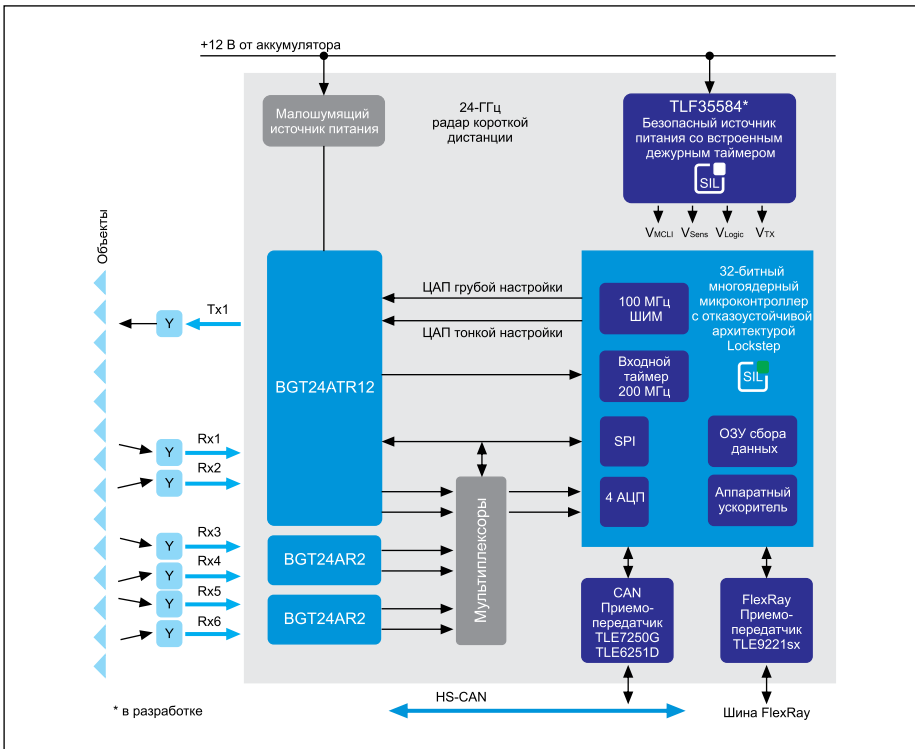 +12 В от аккумулятора
Малошумящий
источник питания
24-ГГц
радар короткой
дистанции
TLF35584*
Безопасный источник
питания со встроенным
дежурным таймером
SIL
VMCLI
VSens
VLogic
VTX
Объекты
Y
Tx1
BGT24ATR12
ЦАП грубой настройки
ЦАП тонкой настройки
100 МГц
ШИМ
32-битный
многоядерный
микроконтроллер
с отказоустойчивой
архитектурой
Lockstep
SIL
Входной
таймер
200 МГц
SPI
ОЗУ сбора
данных
4 АЦП
Аппаратный
ускоритель
Y
Rx1
Y
Rx2
Y
Rx3
Y
Rx4
Y
Rx5
Y
Rx6
BGT24AR2
BGT24AR2
Мультиплексоры
CAN
Приемо-
передатчик
TLE7250G
TLE6251D
FlexRay
Приемо-
передатчик
TLE9221sx
HS-CAN
Шина FlexRay
* в разработке